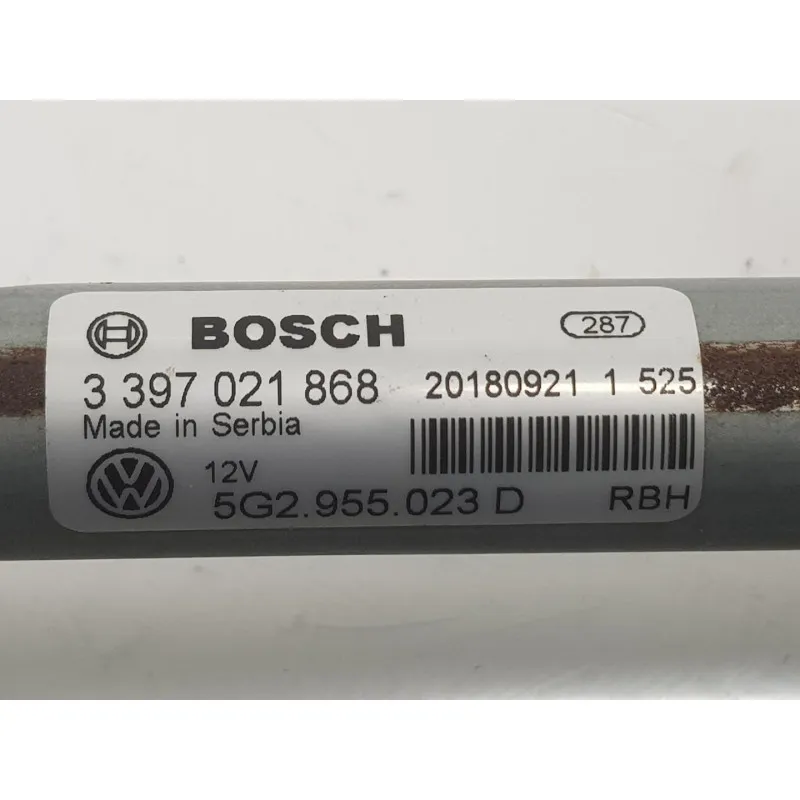 BOSCH 287
3 397 021 868 20180921 1 525
Made in Serbia
12V
5G2.955.023 D RBH